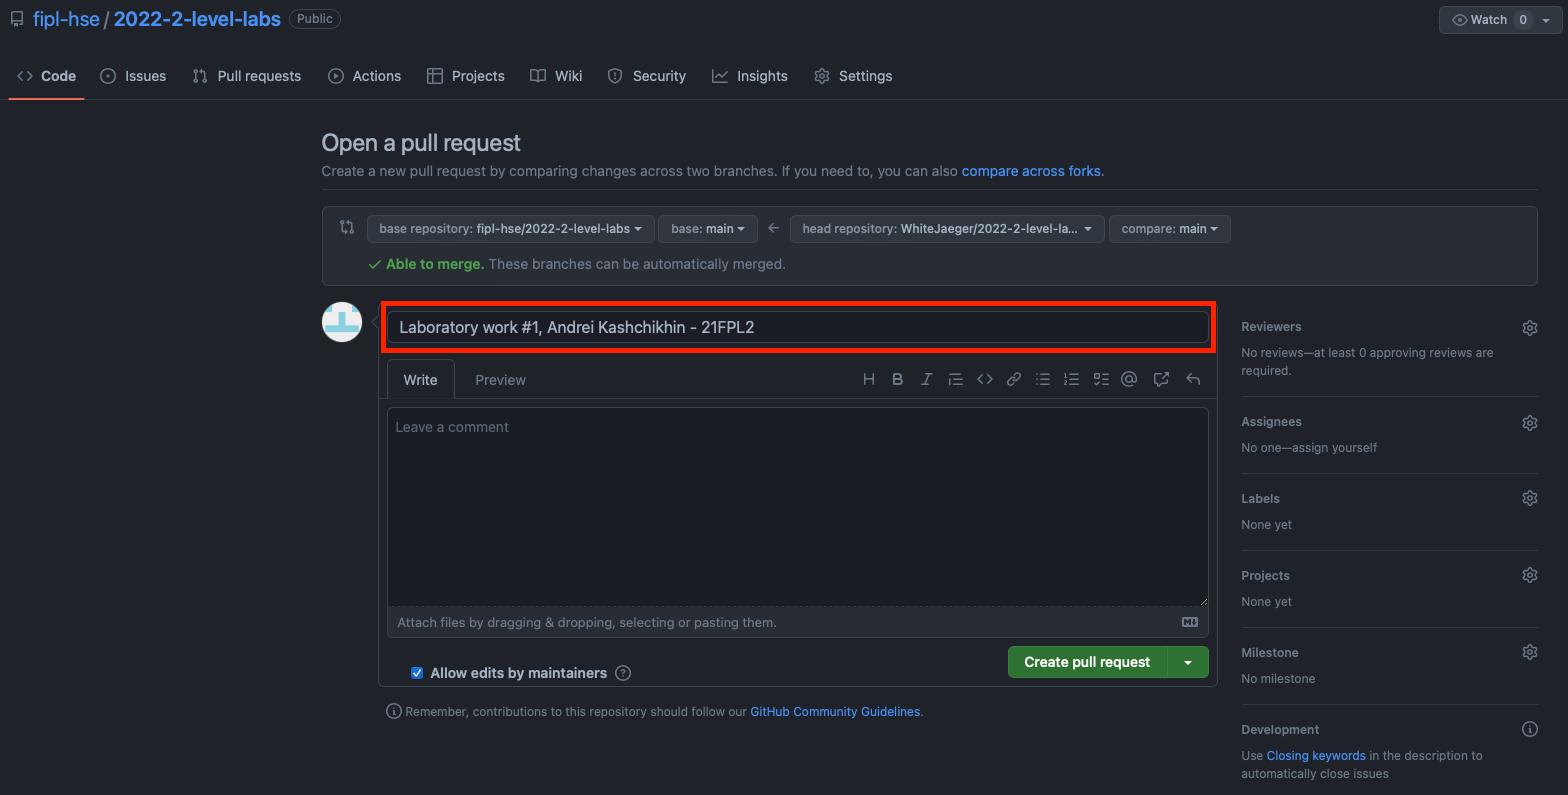 fipl-hse / 2022-2-level-labs Public
Watch 0
Code Issues Pull requests Actions Projects Wiki Security Insights Settings
Open a pull request
Create a new pull request by comparing changes across two branches. If you need to, you can also compare across forks.
base repository: fipl-hse/2022-2-level-labs base: main ← head repository: WhiteJaeger/2022-2-level-la... compare: main
Able to merge. These branches can be automatically merged.
Laboratory work #1, Andrei Kashchikhin - 21FPL2
Write Preview
Leave a comment
Attach files by dragging & dropping, selecting or pasting them.
Allow edits by maintainers
Create pull request
Remember, contributions to this repository should follow our GitHub Community Guidelines.
Reviewers
No reviews—at least 0 approving reviews are
required.
Assignees
No one—assign yourself
Labels
None yet
Projects
None yet
Milestone
No milestone
Development
Use Closing keywords in the description to
automatically close issues